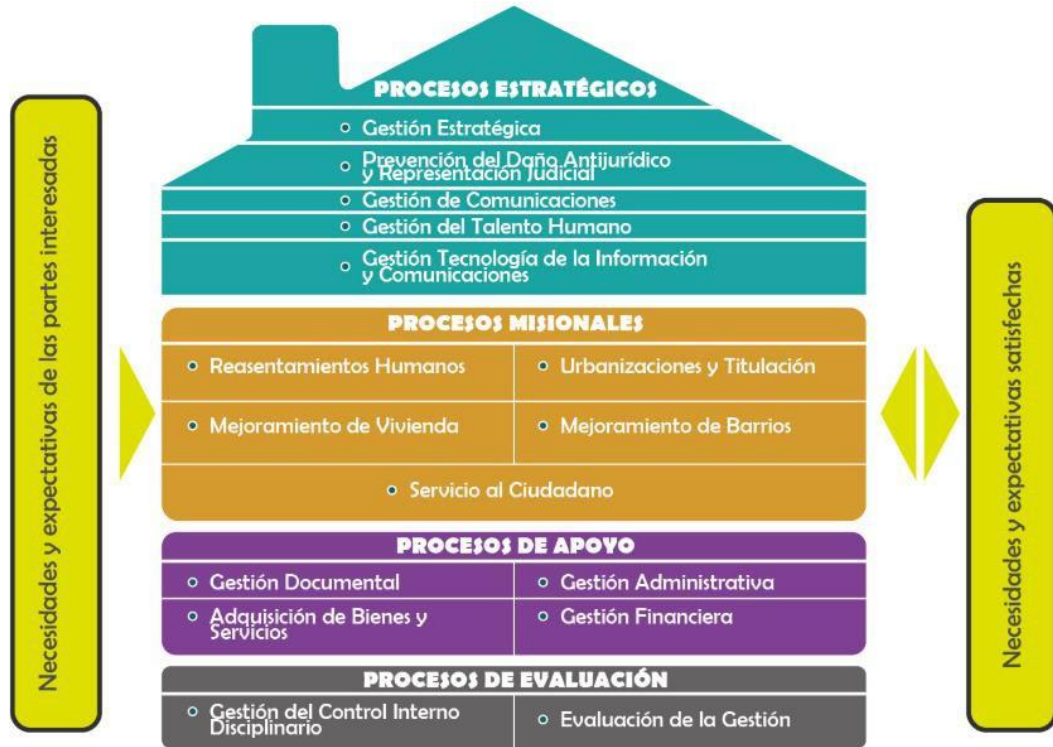 Necesidades y expectativas de las partes interesadas
PROCESOS ESTRATÉGICOS
Gestión Estratégica
Prevención del Daño Antijurídico
y Representación Judicial
Gestión de Comunicaciones
Gestión del Talento Humano
Gestión Tecnología de la Información
y Comunicaciones
PROCESOS MISIONALES
Reasentamientos Humanos
Urbanizaciones y Titulación
Mejoramiento de Vivienda
Mejoramiento de Barrios
Servicio al Ciudadano
PROCESOS DE APOYO
Gestión Documental
Gestión Administrativa
Adquisición de Bienes y
Servicios
Gestión Financiera
PROCESOS DE EVALUACIÓN
Gestión del Control Interno
Disciplinario
Evaluación de la Gestión
Necesidades y expectativas satisfechas